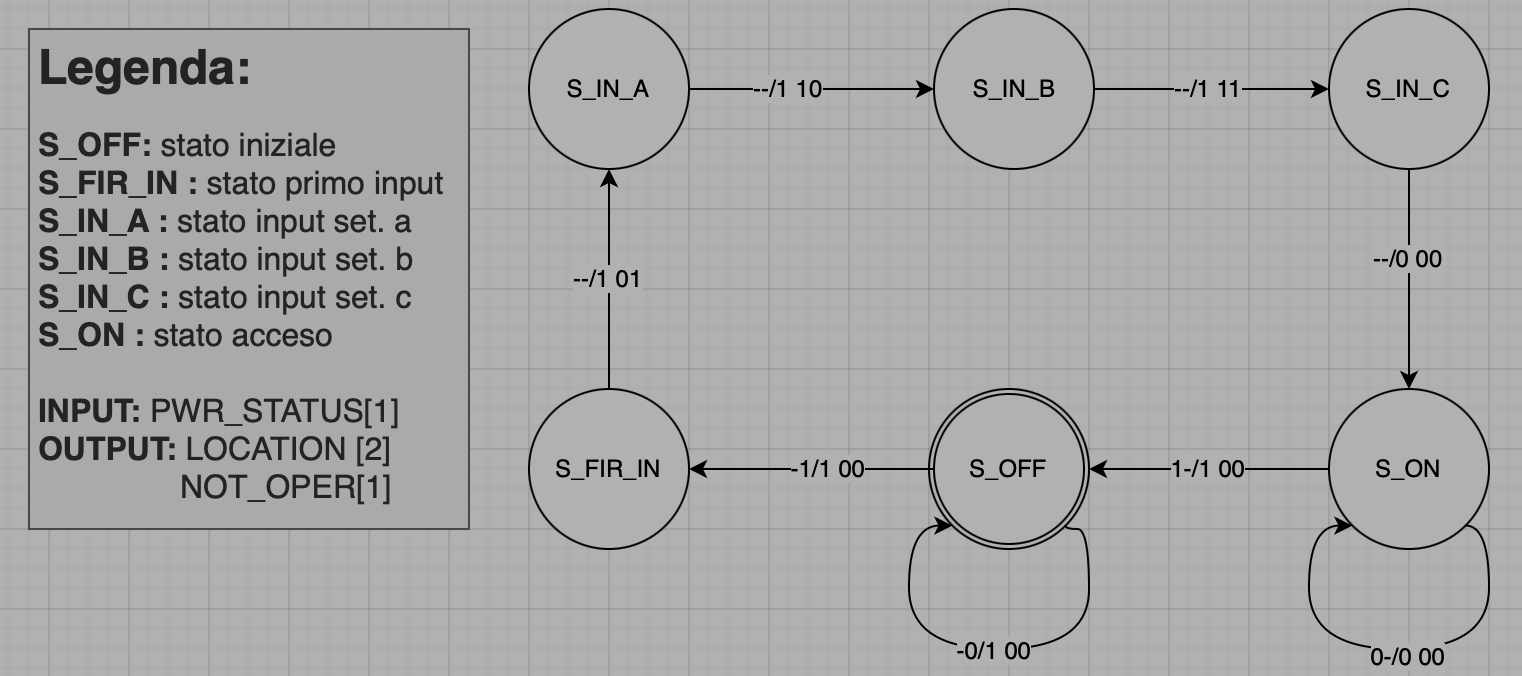 Legenda:
S_OFF: stato iniziale
S_FIR_IN : stato primo input
S_IN_A : stato input set. a
S_IN_B : stato input set. b
S_IN_C : stato input set. c
S_ON : stato acceso
INPUT: PWR_STATUS[1]
OUTPUT: LOCATION [2]
NOT_OPER[1]
S_IN_A
--/1 10
S_IN_B
--/1 11
S_IN_C
--/1 01
--/0 00
S_FIR_IN
-1/1 00
S_OFF
1-/1 00
S_ON
-0/1 00
0-/0 00